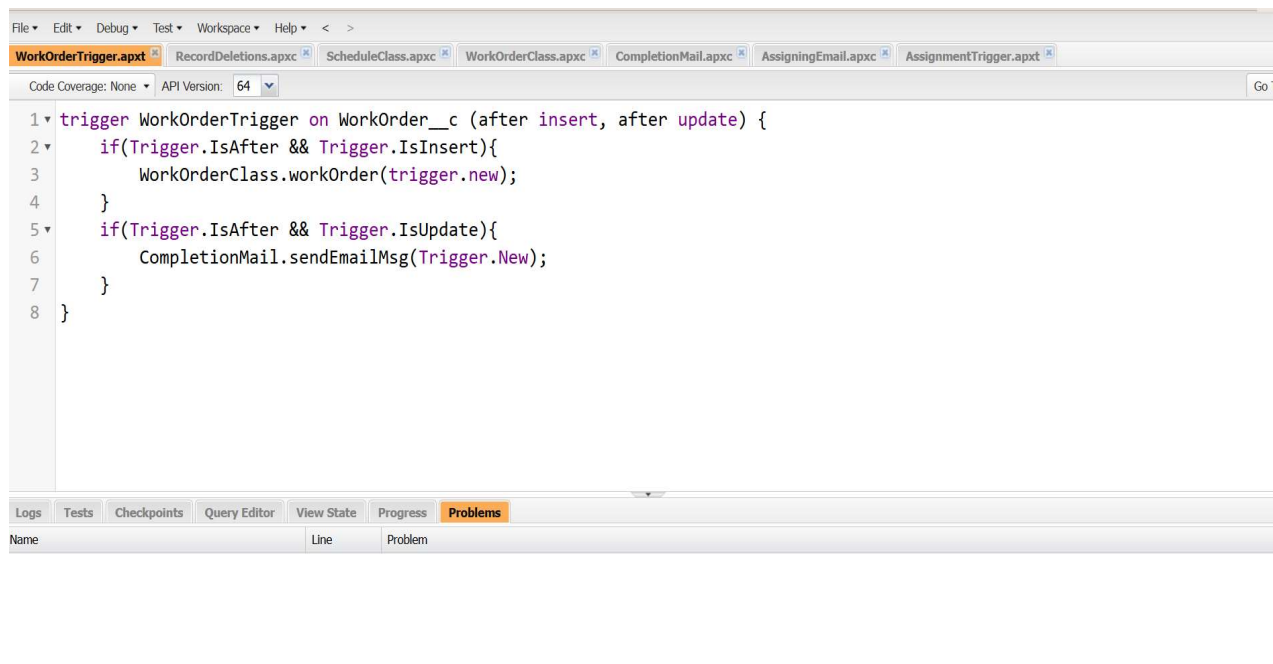 File Edit Debug Test Workspace Help < >
WorkOrderTrigger.apxt RecordDeletions.apxc ScheduleClass.apxc WorkOrderClass.apxc CompletionMail.apxc AssigningEmail.apxc AssignmentTrigger.apxt
Code Coverage: None API Version: 64 Go
1 trigger WorkOrderTrigger on WorkOrder__c (after insert, after update) {
2 if(Trigger.IsAfter && Trigger.IsInsert){
3 WorkOrderClass.workOrder(trigger.new);
4 }
5 if(Trigger.IsAfter && Trigger.IsUpdate){
6 CompletionMail.sendEmailMsg(Trigger.New);
7 }
8 }
Logs Tests Checkpoints Query Editor View State Progress Problems
Name Line Problem